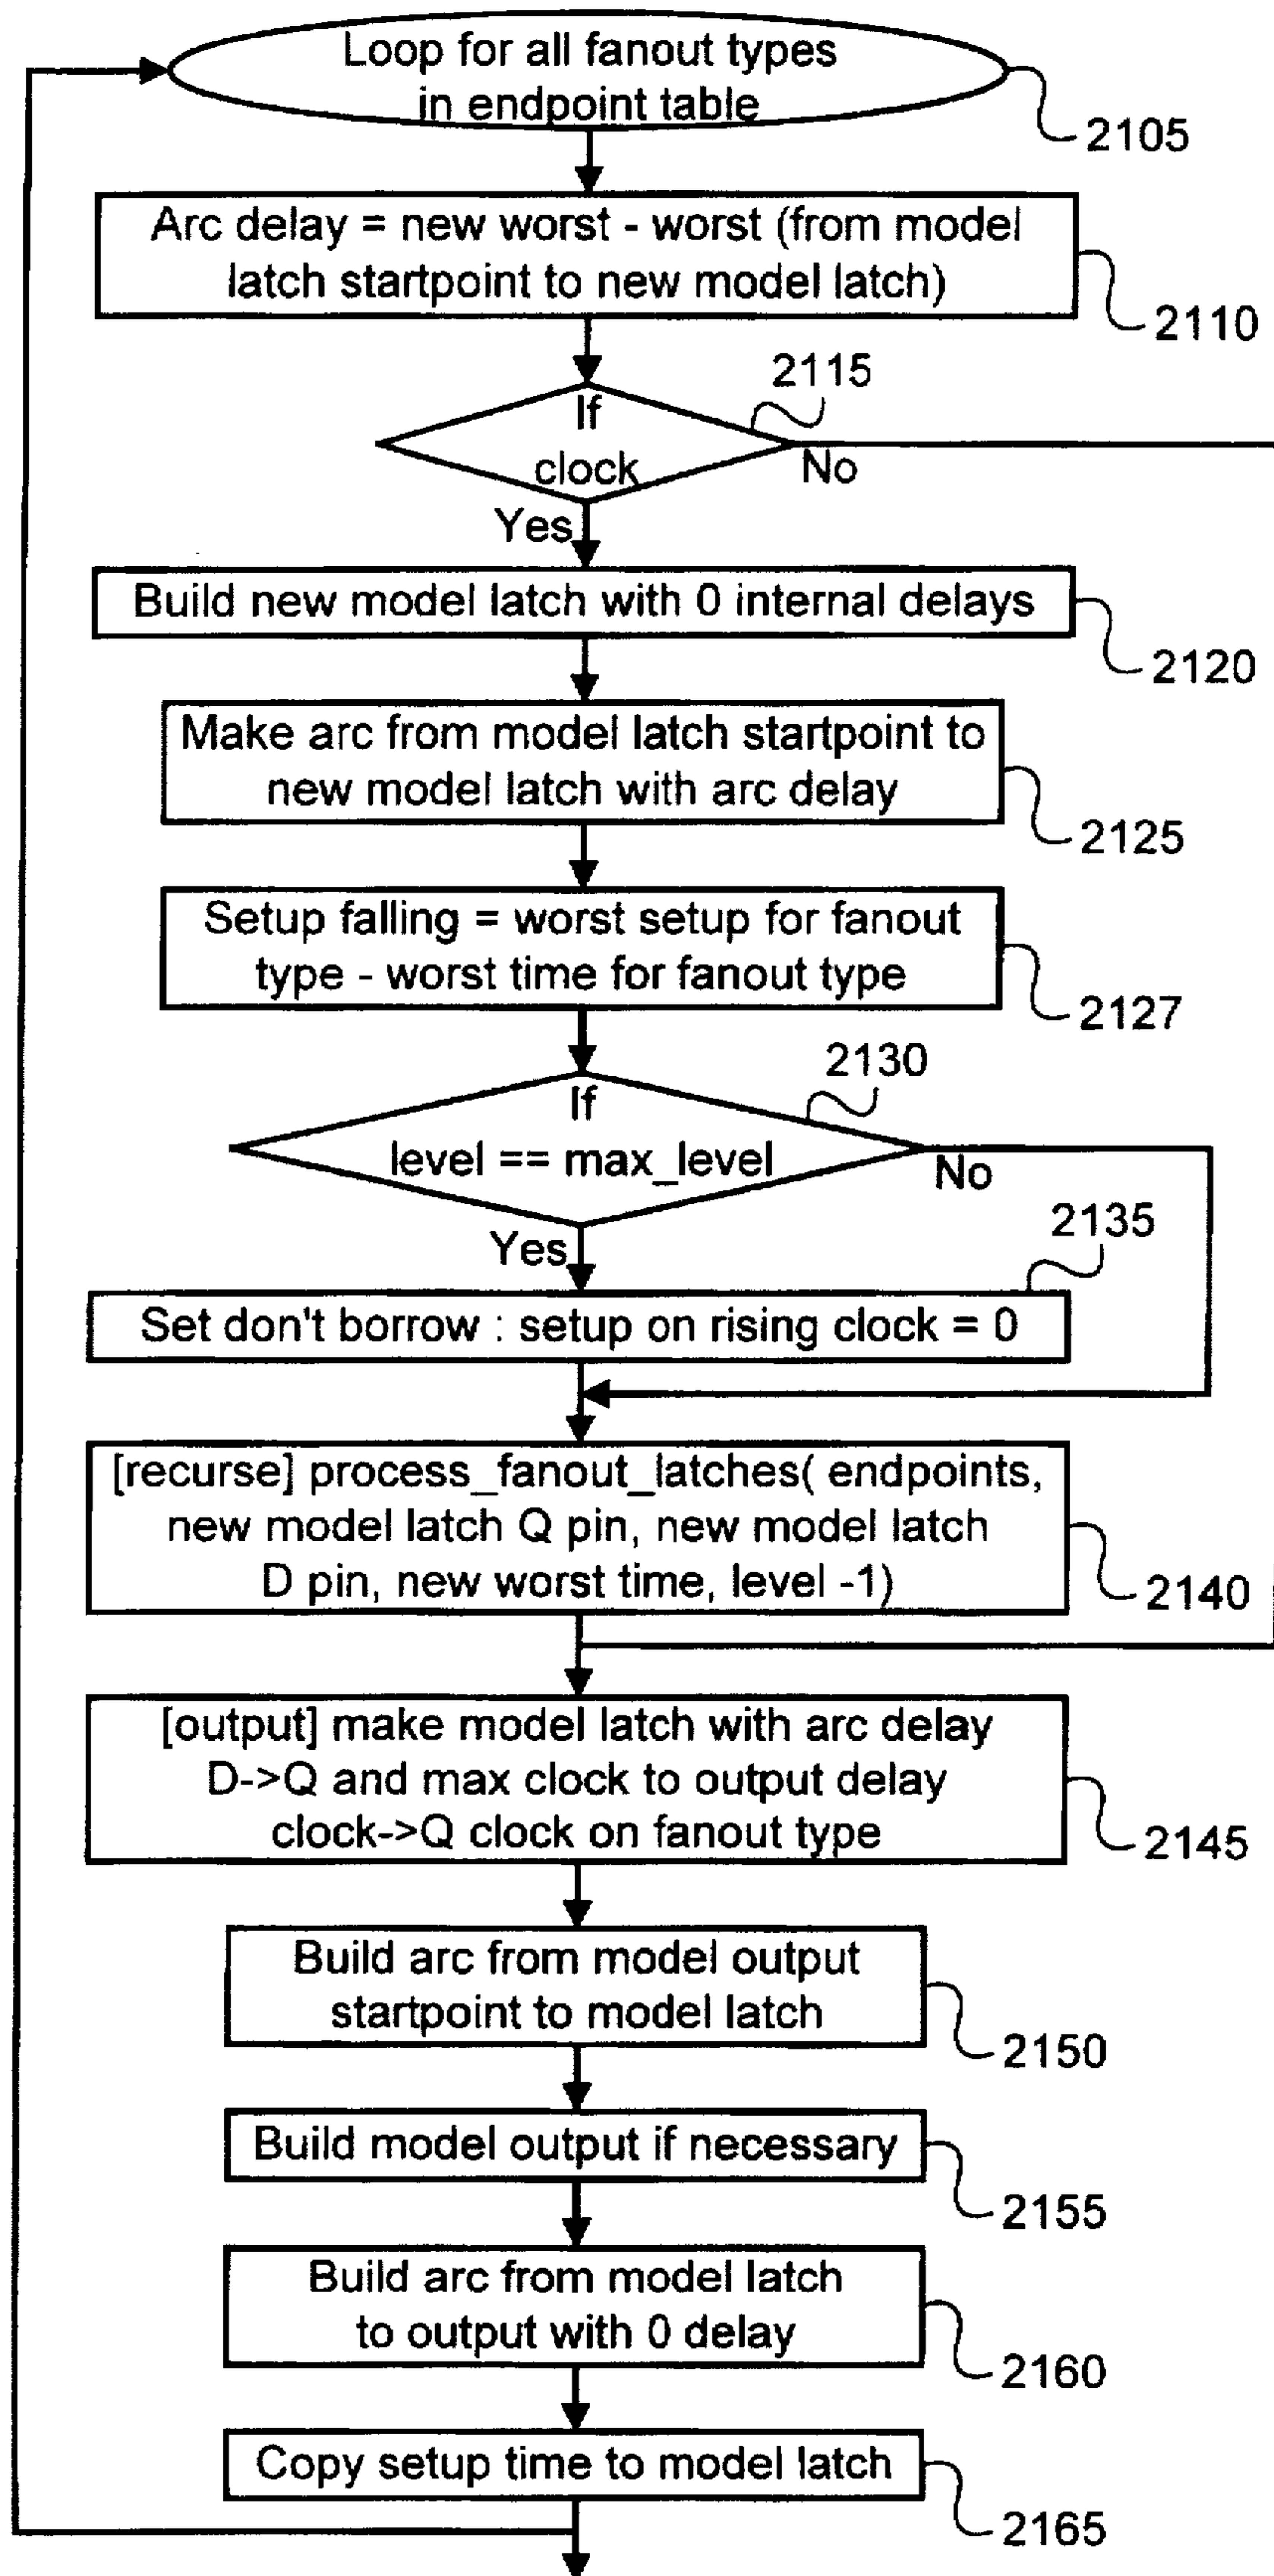 Loop for all fanout types
in endpoint table
2105
Arc delay = new worst - worst (from model
latch startpoint to new model latch)
2110
2115
If
clock
No
Yes
Build new model latch with 0 internal delays
2120
Make arc from model latch startpoint to
new model latch with arc delay
2125
Setup falling = worst setup for fanout
type - worst time for fanout type
2127
2130
If
level == max_level
No
Yes
2135
Set don't borrow : setup on rising clock = 0
[recurse] process_fanout_latches( endpoints,
new model latch Q pin, new model latch
D pin, new worst time, level -1)
2140
[output] make model latch with arc delay
D->Q and max clock to output delay
clock->Q clock on fanout type
2145
Build arc from model output
startpoint to model latch
2150
Build model output if necessary
2155
Build arc from model latch
to output with 0 delay
2160
Copy setup time to model latch
2165